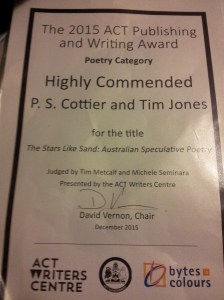 The 2015 ACT Publishing
and Writing Award
Poetry Category
Highly Commended
P. S. Cottier and Tim Jones
for the title
The Stars Like Sand: Australian Speculative Poetry
Judged by Tim Metcalf and Michele Seminara
Presented by the ACT Writers Centre
David Vernon, Chair
December 2015
ACT
WRITERS
CENTRE
bytes n
colours